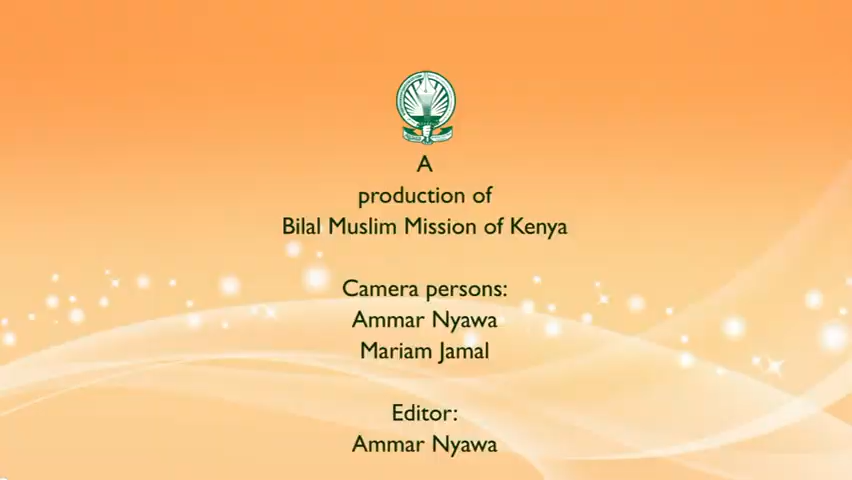 A
production of
Bilal Muslim Mission of Kenya
Camera persons:
Ammar Nyawa
Mariam Jamal
Editor:
Ammar Nyawa